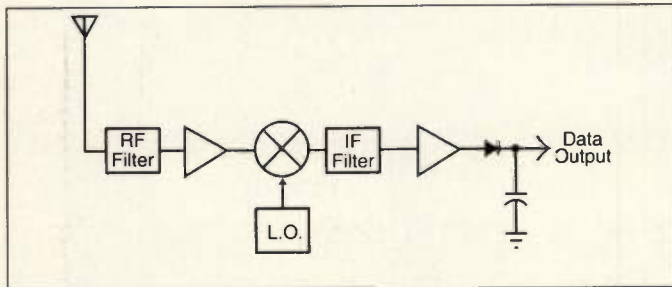 RF
Filter
IF
Filter
Data
Output
L.O.